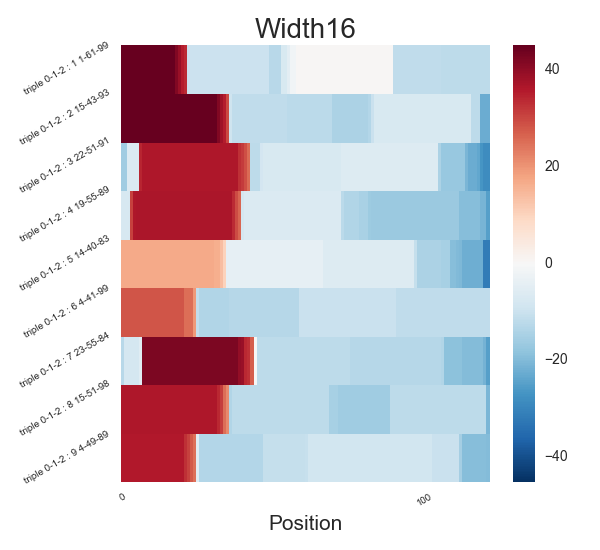 Width16
triple 0-1-2 : 1 1-61-99
triple 0-1-2 : 2 15-43-93
triple 0-1-2 : 3 22-51-91
triple 0-1-2 : 4 19-55-89
triple 0-1-2 : 5 14-40-83
triple 0-1-2 : 6 4-41-99
triple 0-1-2 : 7 23-55-84
triple 0-1-2 : 8 15-51-98
triple 0-1-2 : 9 4-49-89
0
100
Position
40
20
0
−20
−40